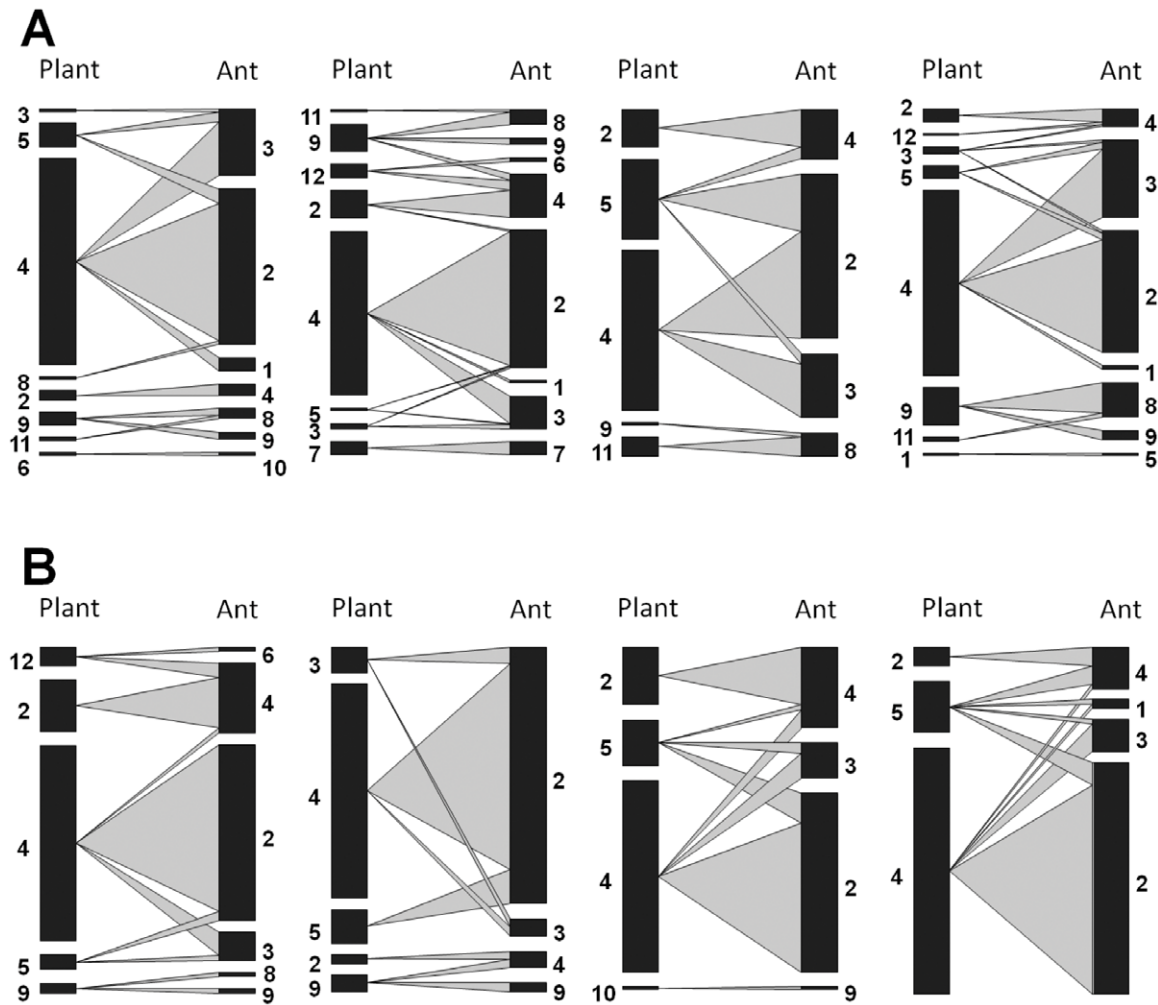 A
Plant Ant Plant Ant Plant Ant Plant Ant
3 5 4 8 2 9 11 6
3 2 1 4 8 9 10
11 9 12 2 4 5 3 7
8 9 6 4 2 1 3 7
2 5 4 9 11
4 2 3 8
2 12 3 5 4 9 11 1
4 3 2 1 8 9 5
B
Plant Ant Plant Ant Plant Ant Plant Ant
12 2 4 5 9
6 4 2 3 8 9
3 4 5 2 9
2 3 4 9
2 5 4 10
4 3 2 9
2 5 4
4 1 3 2